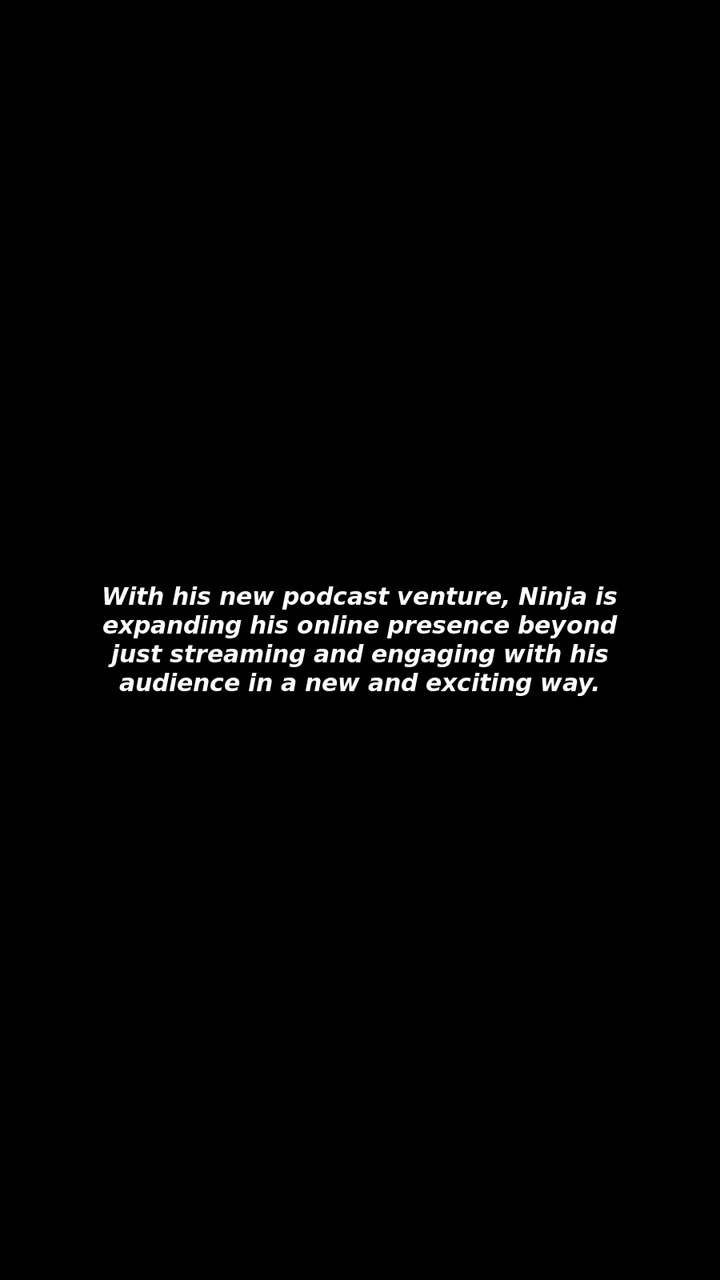 With his new podcast venture, Ninja is
expanding his online presence beyond
just streaming and engaging with his
audience in a new and exciting way.